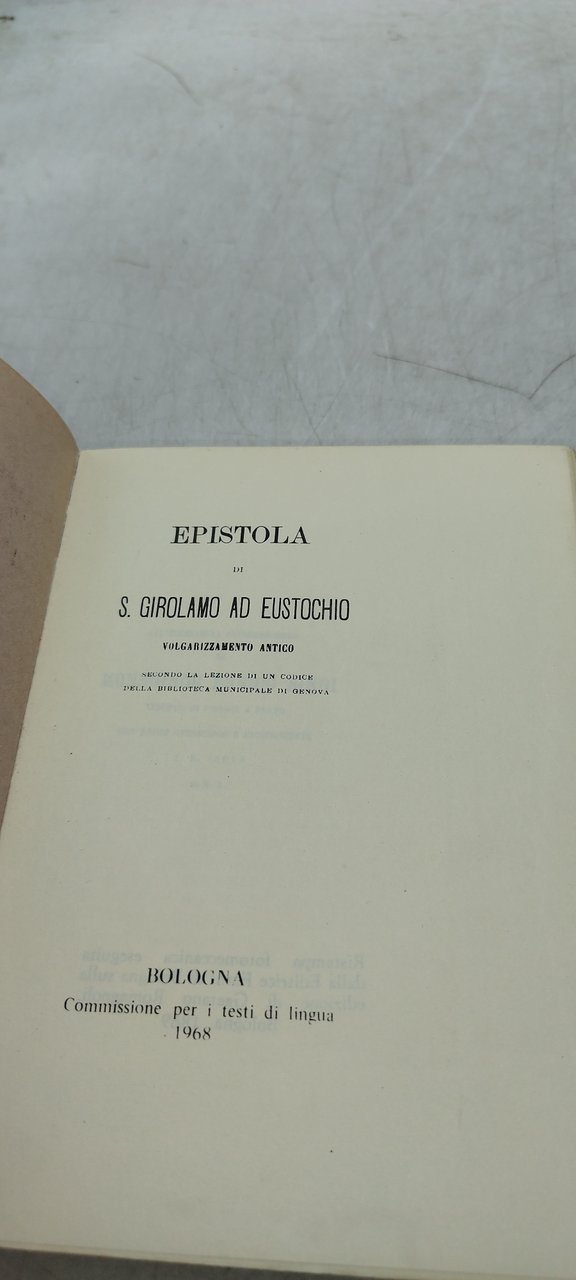 EPISTOLA
DI
S. GIROLAMO AD EUSTOCHIO
VOLGARIZZAMENTO ANTICO
SECONDO LA LEZIONE DI UN CODICE
DELLA BIBLIOTECA MUNICIPALE DI GENOVA
BOLOGNA
Commissione per i testi di lingua
1968